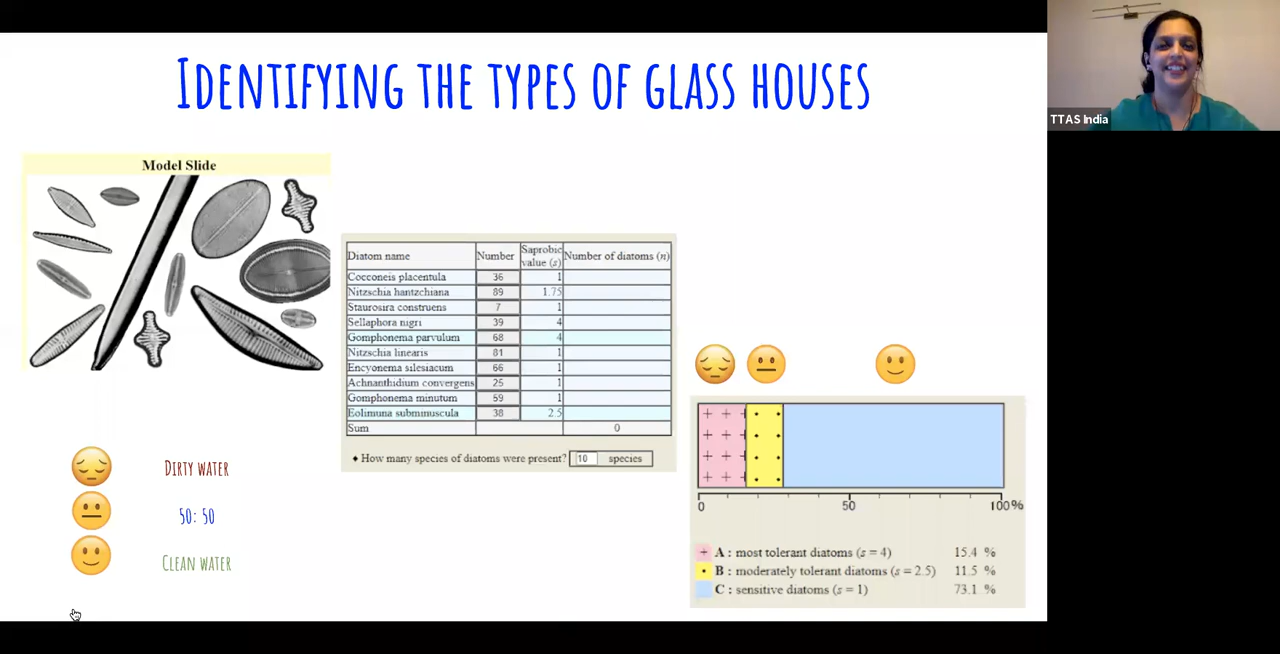 IDENTIFYING THE TYPES OF GLASS HOUSES
TTAS India
Model Slide
Diatom name Number Saprobic value (s) Number of diatoms (n)
Cocconeis placentula 36 1
Nitzschia hantzchiana 89 1.75
Staurosira construens 7 1
Sellaphora nigri 39 4
Gomphonema parvulum 68 4
Nitzschia linearis 81 1
Encyonema silesiacum 66 1
Achnanthidium convergens 25 1
Gomphonema minutum 59 1
Eolimuna subminuscula 38 2.5
Sum 0
♦ How many species of diatoms were present? 10 species
DIRTY WATER
50: 50
CLEAN WATER
0 50 100%
+ A : most tolerant diatoms (s = 4) 15.4 %
• B : moderately tolerant diatoms (s = 2.5) 11.5 %
C : sensitive diatoms (s = 1) 73.1 %